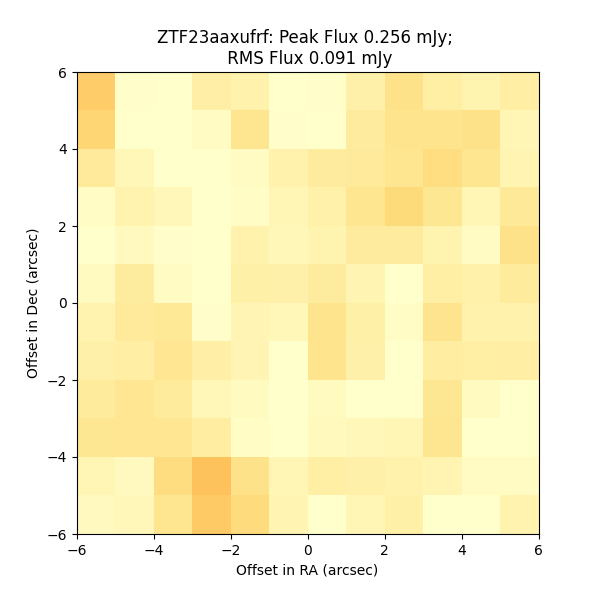 ZTF23aaxufrf: Peak Flux 0.256 mJy;
RMS Flux 0.091 mJy
6
4
2
0
−2
−4
−6
Offset in Dec (arcsec)
−6 −4 −2 0 2 4 6
Offset in RA (arcsec)